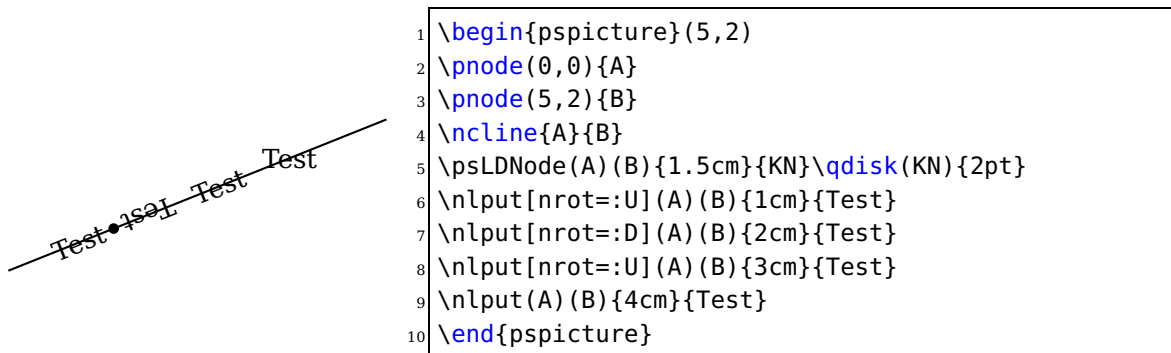 Test
Test
Test
Test
1 \begin{pspicture}(5,2)
2 \pnode(0,0){A}
3 \pnode(5,2){B}
4 \ncline{A}{B}
5 \psLDNode(A)(B){1.5cm}{KN}\qdisk(KN){2pt}
6 \nlput[nrot=:U](A)(B){1cm}{Test}
7 \nlput[nrot=:D](A)(B){2cm}{Test}
8 \nlput[nrot=:U](A)(B){3cm}{Test}
9 \nlput(A)(B){4cm}{Test}
10 \end{pspicture}